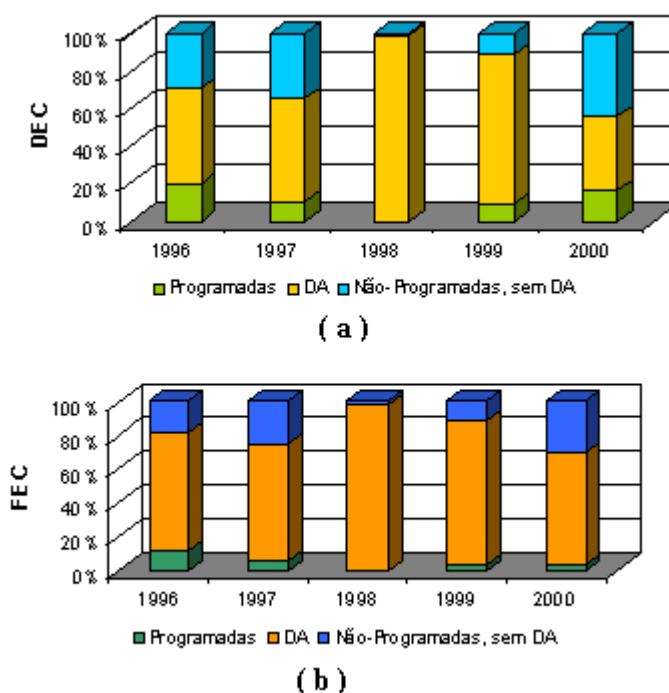 100%
80%
60%
40%
20%
0%
DEC
1996 1997 1998 1999 2000
Programadas DA Não-Programadas, sem DA
( a )
100%
80%
60%
40%
20%
0%
FEC
1996 1997 1998 1999 2000
Programadas DA Não-Programadas, sem DA
( b )